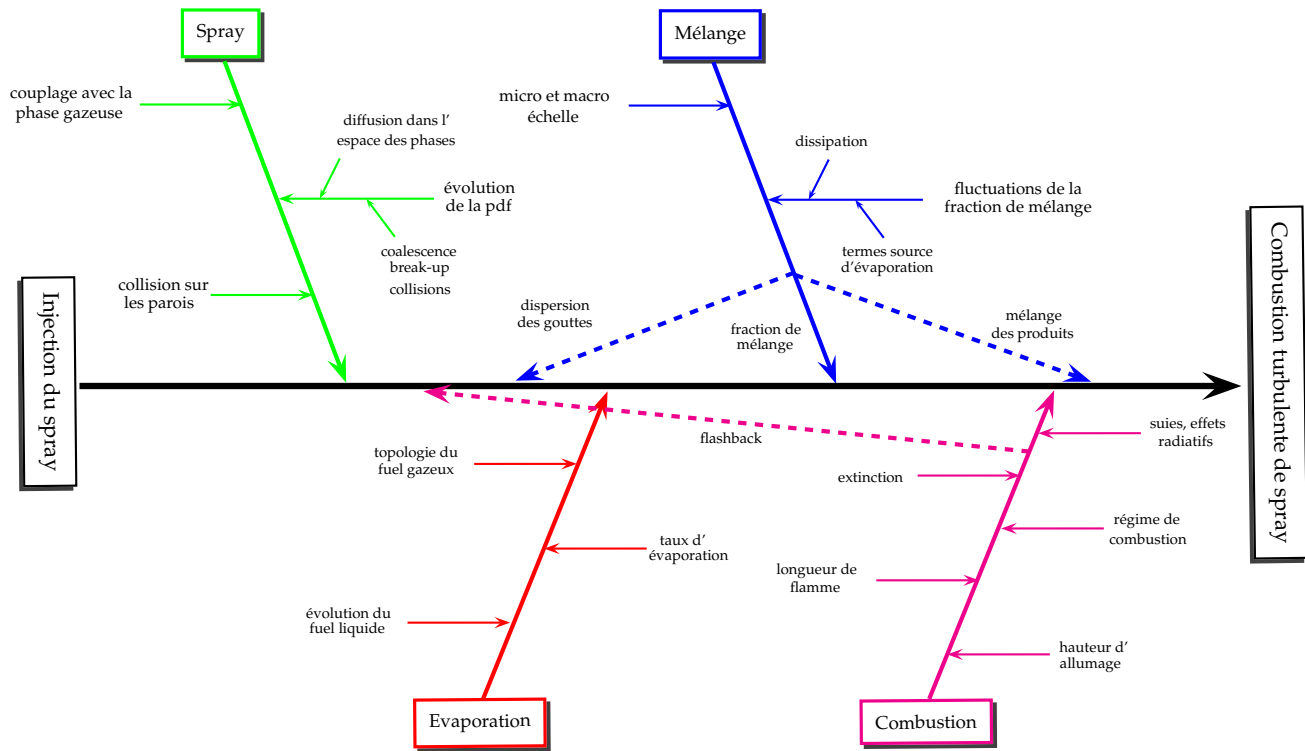 Spray
Mélange
couplage avec la
phase gazeuse
diffusion dans l'
espace des phases
évolution
de la pdf
coalescence
break-up
collisions
collision sur
les parois
micro et macro
échelle
dissipation
fluctuations de la
fraction de mélange
termes source
d'évaporation
dispersion
des gouttes
fraction de
mélange
mélange
des produits
Injection du spray
Combustion turbulente de spray
flashback
topologie du
fuel gazeux
taux d'
évaporation
évolution du
fuel liquide
suies, effets
radiatifs
extinction
régime de
combustion
longueur de
flamme
hauteur d'
allumage
Evaporation
Combustion